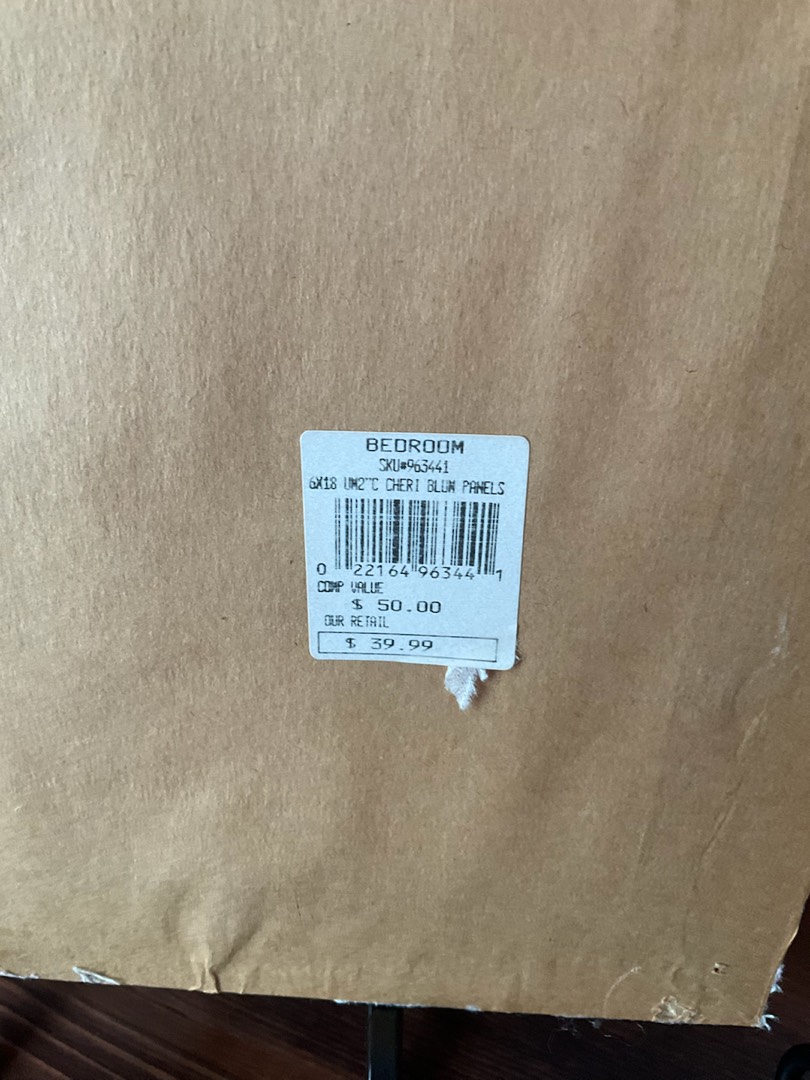 BEDROOM
SKU#963441
6X18 UM2"C CHERI BLUM PANELS
0 22164 96344 1
COMP VALUE
$ 50.00
OUR RETAIL
$ 39.99